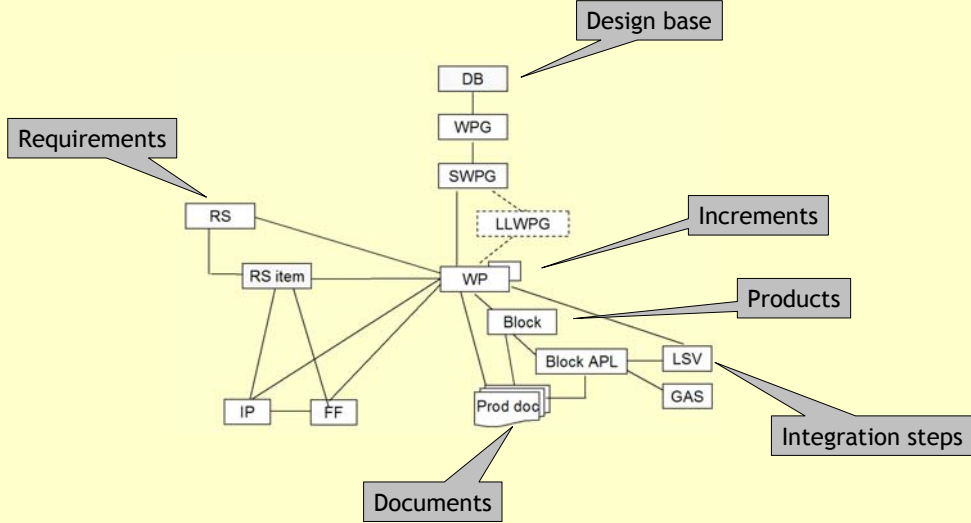 Design base
DB
WPG
Requirements
SWPG
RS
LLWPG
Increments
RS item
WP
Products
Block
Block APL
LSV
GAS
IP
FF
Prod doc
Integration steps
Documents